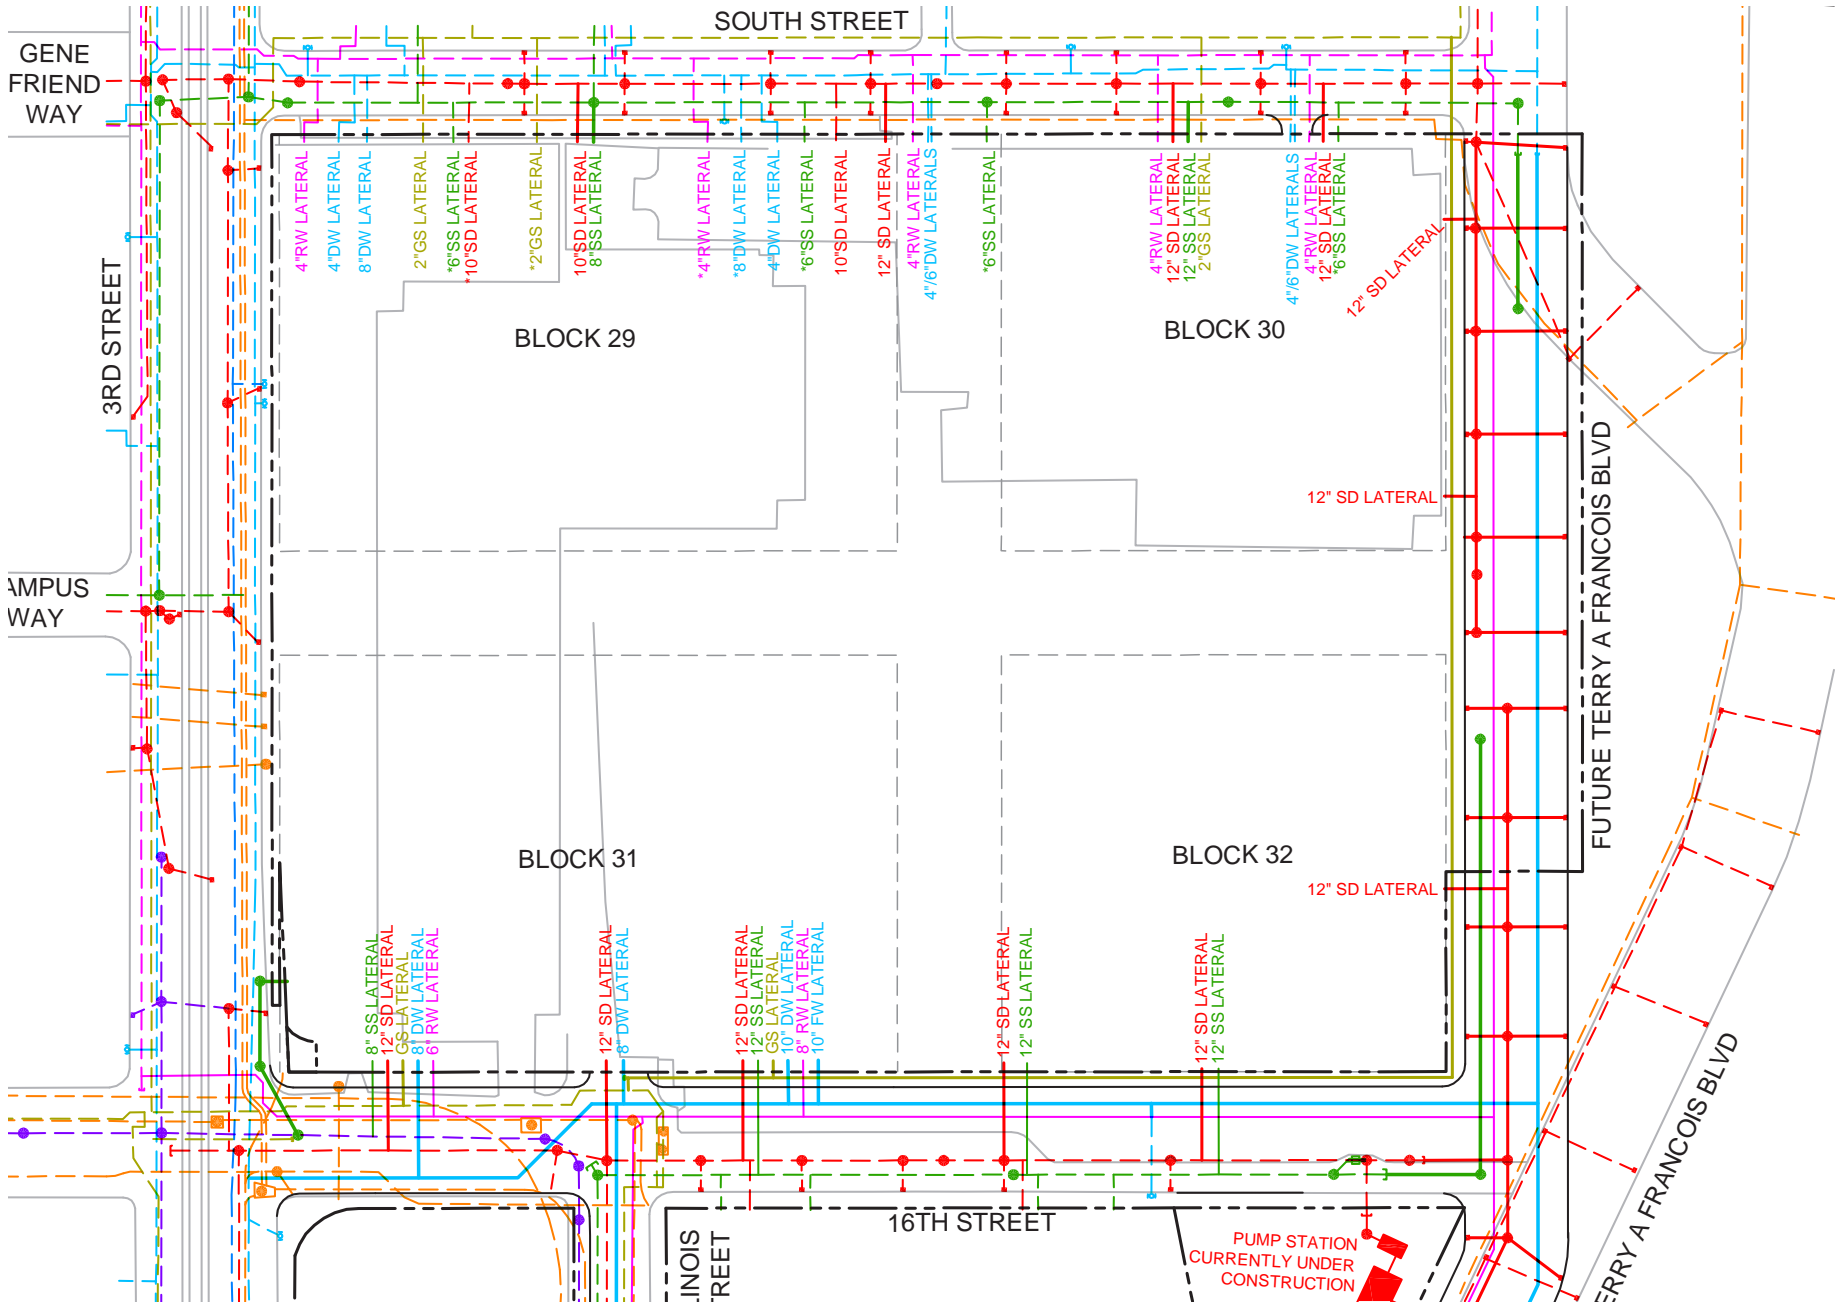 SOUTH STREET
GENE
FRIEND
WAY
3RD STREET
4"RW LATERAL
4"DW LATERAL
8"DW LATERAL
2"GS LATERAL
*6"SS LATERAL
*10"SD LATERAL
*2"GS LATERAL
10"SD LATERAL
8"SS LATERAL
*4"RW LATERAL
*8"DW LATERAL
4"DW LATERAL
*6"SS LATERAL
10"SD LATERAL
12" SD LATERAL
4"RW LATERAL
4"/6"DW LATERALS
*6"SS LATERAL
4"RW LATERAL
12" SD LATERAL
12" SS LATERAL
2"GS LATERAL
4"/6"DW LATERALS
4"RW LATERAL
12" SD LATERAL
*6"SS LATERAL
12" SD LATERAL
BLOCK 29
BLOCK 30
12" SD LATERAL
FUTURE TERRY A FRANCOIS BLVD
AMPUS
WAY
BLOCK 31
BLOCK 32
12" SD LATERAL
8" SS LATERAL
12" SD LATERAL
GS LATERAL
8" DW LATERAL
6" RW LATERAL
12" SD LATERAL
8" DW LATERAL
12" SD LATERAL
12" SS LATERAL
GS LATERAL
10" DW LATERAL
8" RW LATERAL
10" FW LATERAL
12" SD LATERAL
12" SS LATERAL
12" SD LATERAL
12" SS LATERAL
16TH STREET
LINOIS
TREET
PUMP STATION
CURRENTLY UNDER
CONSTRUCTION
ERRY A FRANCOIS BLVD